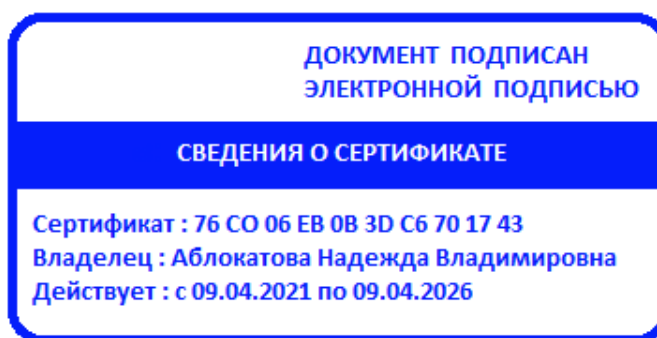 ДОКУМЕНТ ПОДПИСАН
ЭЛЕКТРОННОЙ ПОДПИСЬЮ
СВЕДЕНИЯ О СЕРТИФИКАТЕ
Сертификат : 76 CO 06 EB 0B 3D C6 70 17 43
Владелец : Аблокатова Надежда Владимировна
Действует : с 09.04.2021 по 09.04.2026